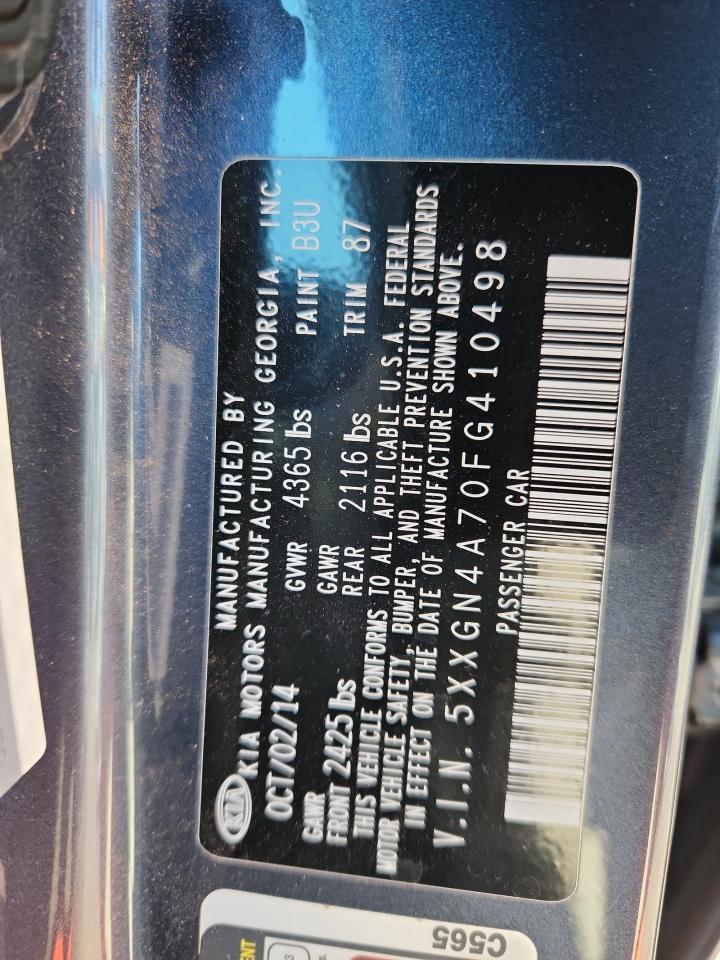 KIA
MANUFACTURED BY
KIA MOTORS MANUFACTURING GEORGIA, INC.
OCT/02/14 GVWR 4365 lbs PAINT B3U
GAWR GAWR
FRONT 2425 lbs REAR 2116 lbs TRIM 87
THIS VEHICLE CONFORMS TO ALL APPLICABLE U.S.A. FEDERAL
MOTOR VEHICLE SAFETY, BUMPER, AND THEFT PREVENTION STANDARDS
IN EFFECT ON THE DATE OF MANUFACTURE SHOWN ABOVE.
V.I.N. 5XXGN4A70FG410498
PASSENGER CAR
C565